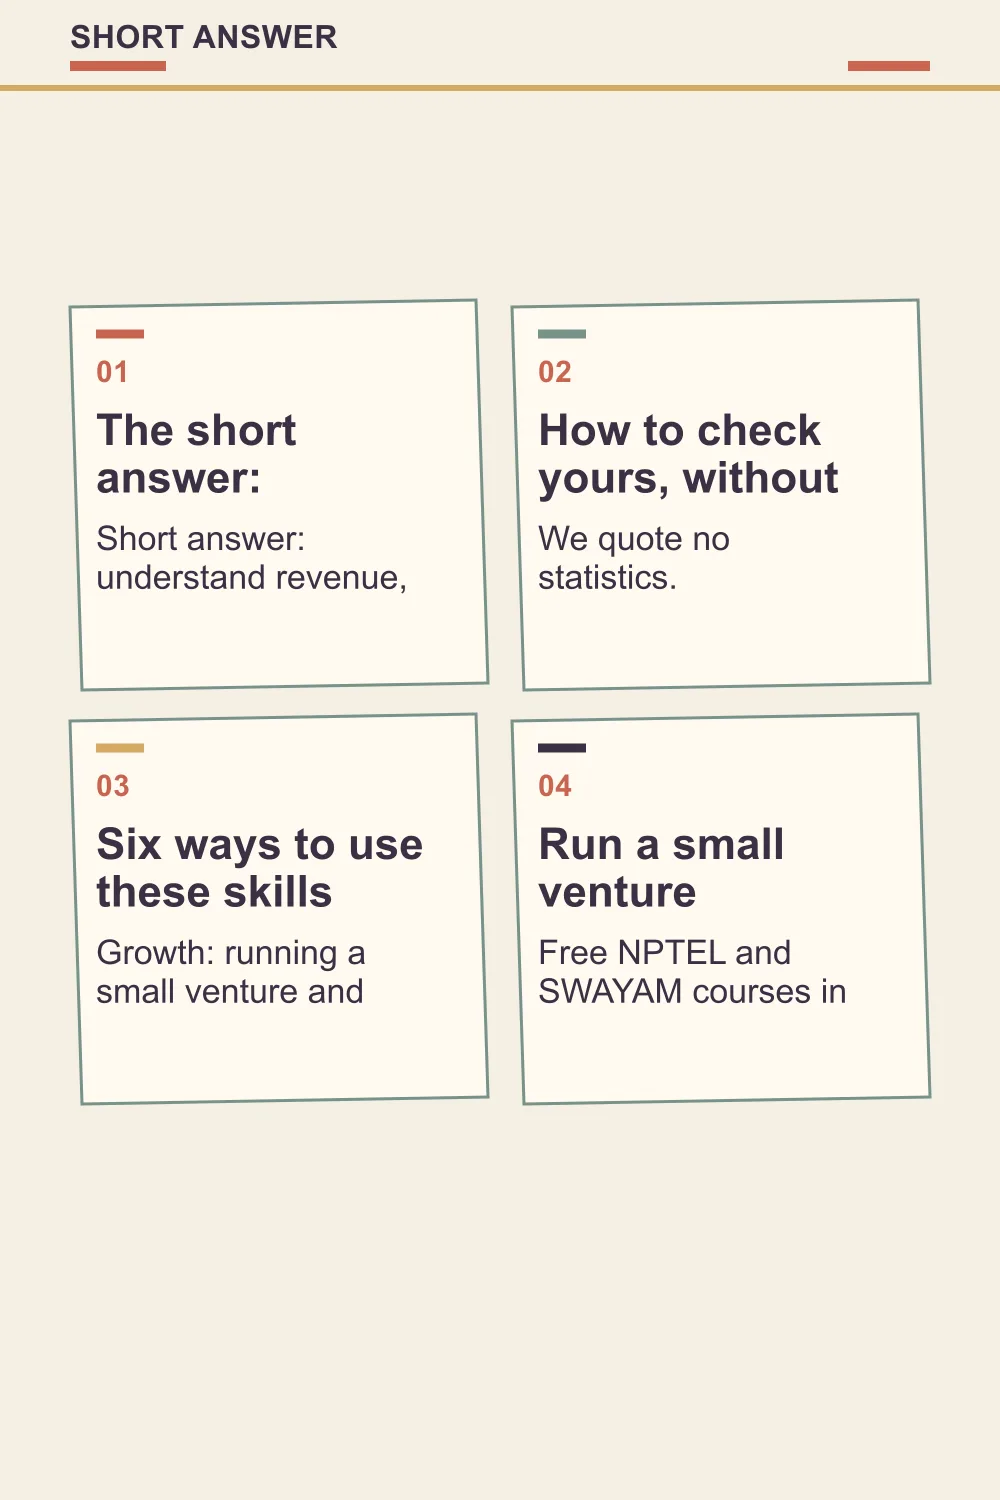 SHORT ANSWER
01
The short
answer:
Short answer:
understand revenue,
02
How to check
yours, without
We quote no
statistics.
03
Six ways to use
these skills
Growth: running a
small venture and
04
Run a small
venture
Free NPTEL and
SWAYAM courses in